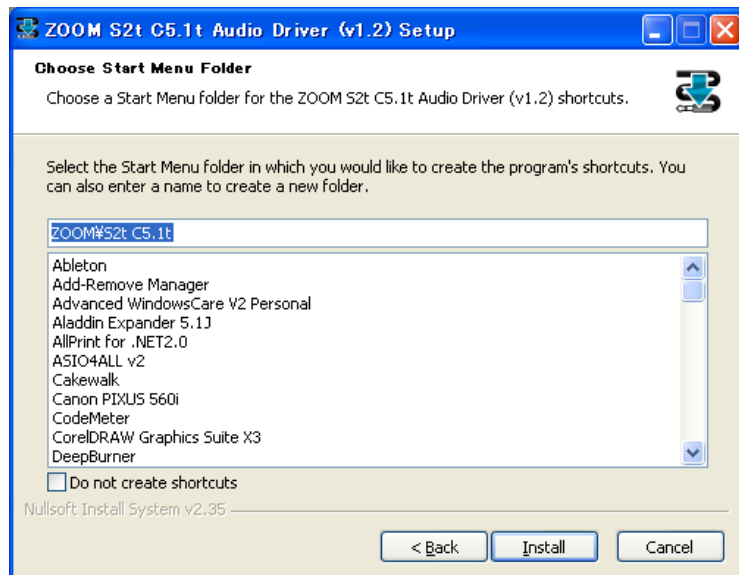 ZOOM S2t C5.1t Audio Driver (v1.2) Setup
Choose Start Menu Folder
Choose a Start Menu folder for the ZOOM S2t C5.1t Audio Driver (v1.2) shortcuts.
Select the Start Menu folder in which you would like to create the program's shortcuts. You
can also enter a name to create a new folder.
ZOOM¥S2t C5.1t
Ableton
Add-Remove Manager
Advanced WindowsCare V2 Personal
Aladdin Expander 5.1J
AllPrint for .NET2.0
ASIO4ALL v2
Cakewalk
Canon PIXUS 560i
CodeMeter
CorelDRAW Graphics Suite X3
DeepBurner
Do not create shortcuts
Nullsoft Install System v2.35
< Back Install Cancel